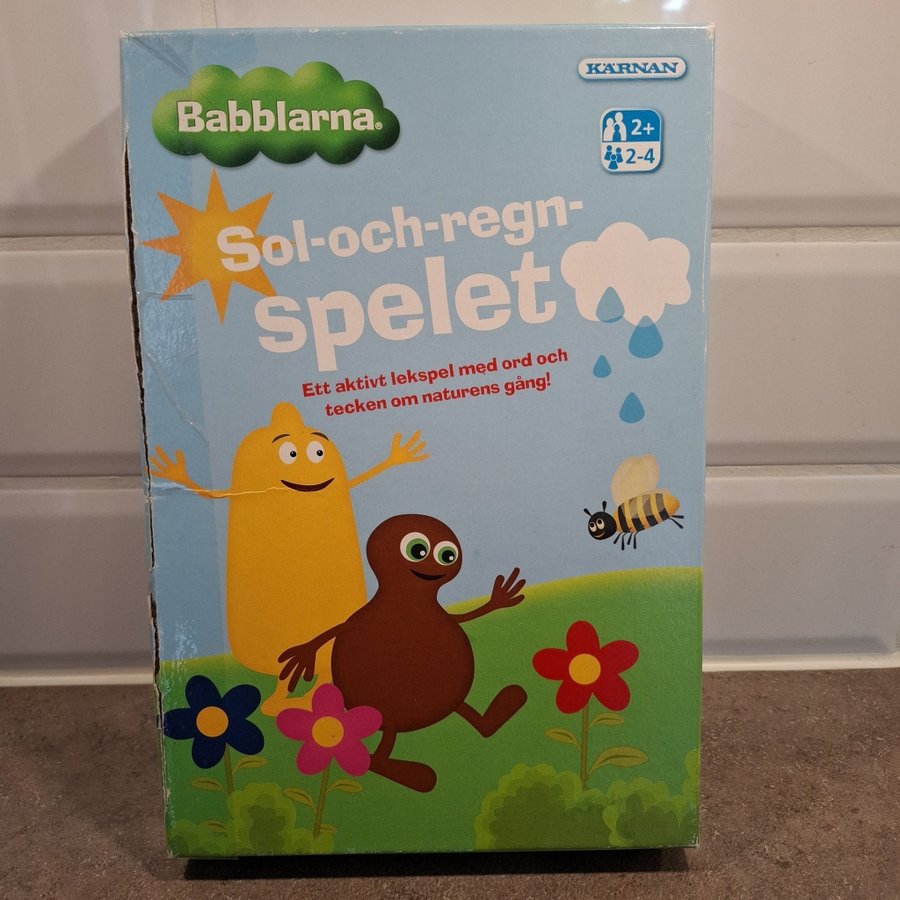 Babblarna®
KÄRNAN
2+
2-4
Sol-och-regn-
spelet
Ett aktivt lekspel med ord och
tecken om naturens gång!